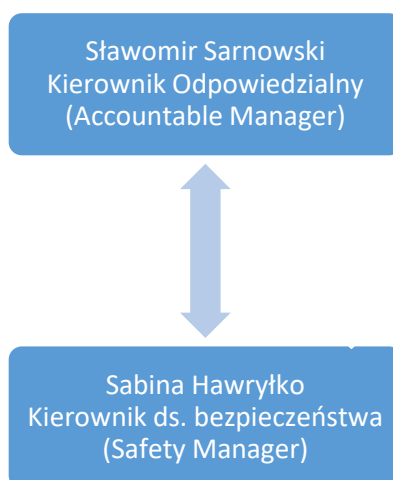 Sławomir Sarnowski
Kierownik Odpowiedzialny
(Accountable Manager)
Sabina Hawryłko
Kierownik ds. bezpieczeństwa
(Safety Manager)